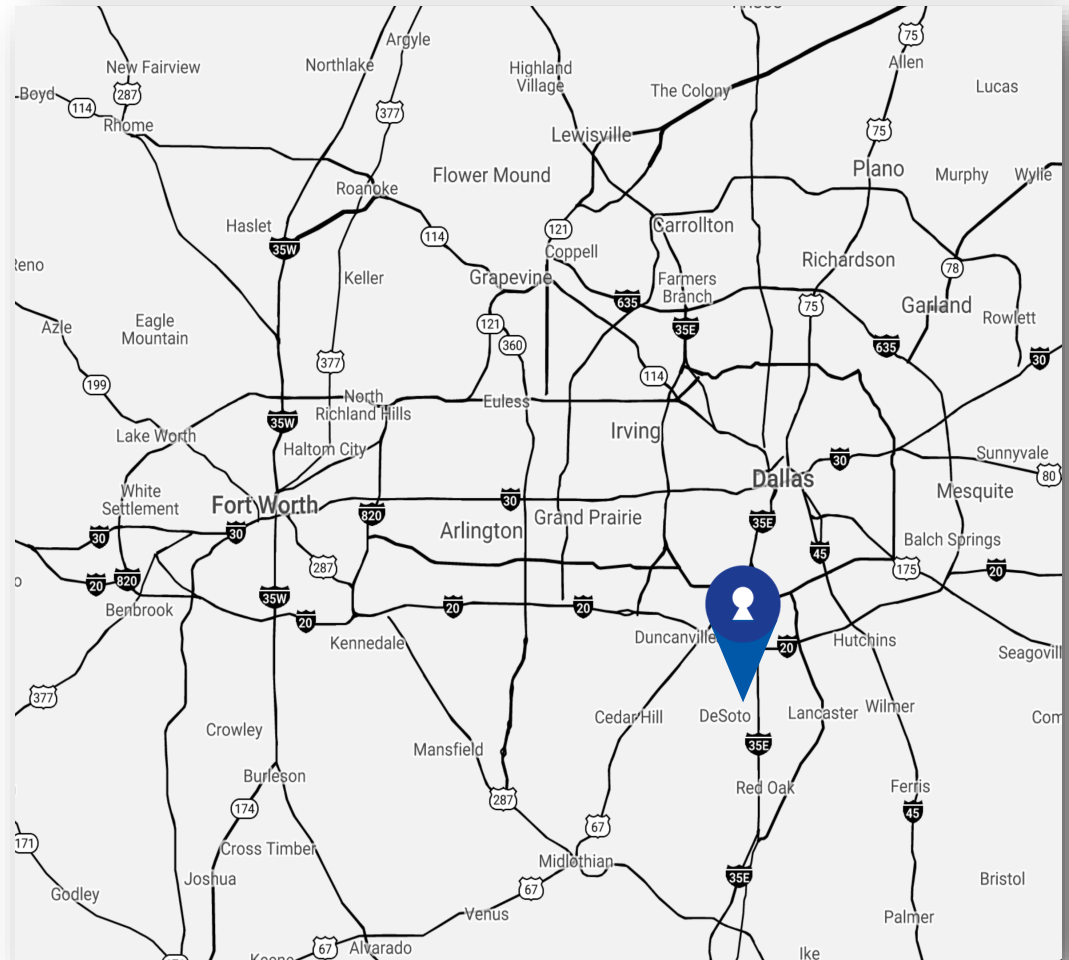 Argyle
75
New Fairview
Northlake
Highland
Village
Allen
Boyd
287
The Colony
Lucas
114
377
Rhome
Lewisville
75
Plano
Flower Mound
Murphy
Wylie
Roanoke
Haslet
121
Carrollton
114
35W
Coppell
Richardson
78
Keller
Grapevine
Farmers
Branch
635
75
Garland
Azle
Eagle
Mountain
121
35E
Rowlett
360
635
30
377
199
114
North
Richland Hills
Euless
35W
Irving
Lake Worth
Haltom City
30
Sunnyvale
80
Dallas
White
Settlement
Fort Worth
30
Mesquite
820
Grand Prairie
35E
Arlington
30
30
45
Balch Springs
287
175
20
20
820
35W
Benbrook
20
20
20
Kennedale
Duncanville
20
Hutchins
377
Cedar Hill
DeSoto
Lancaster
Wilmer
Crowley
Mansfield
35E
Burleson
Red Oak
Ferris
174
287
45
67
171
Cross Timber
Midlothian
Joshua
35E
Bristol
Godley
67
Venus
Palmer
67
Alvarado
Ike